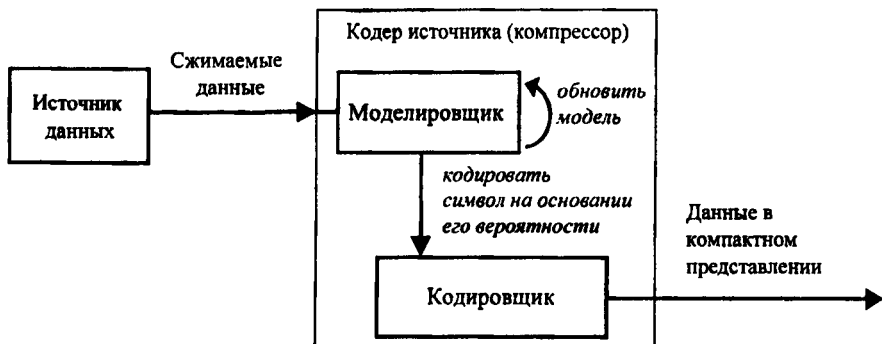 Кодер источника (компрессор)
Сжимаемые
данные
Источник
данных
Моделировщик
обновить
модель
кодировать
символ на основании
его вероятности
Данные в
компактном
представлении
Кодировщик